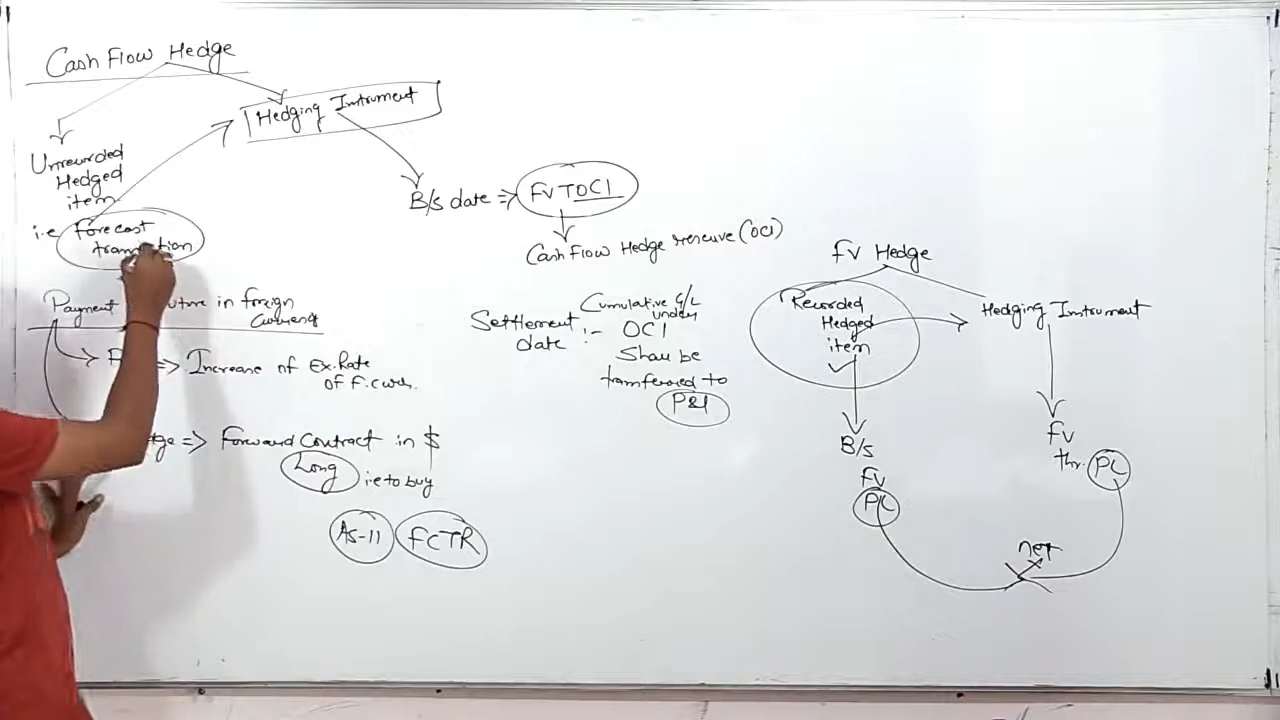 Cash Flow Hedge
Hedging Instrument
Unrecorded
Hedged
item
i.e Forecast
transaction
B/s date ⇒ FVTOCI
Cash Flow Hedge reserve (OCI)
Payment future in foreign
Currency
⇒ Increase of Ex. Rate
of F. curr.
⇒ Forward Contract in $
Long i.e to buy
AS-11 FCTR
Settlement
date :-
Cumulative G/L
under
OCI
Shall be
transferred to
P&l
FV Hedge
Recorded
Hedged
item
Hedging Instrument
B/S
FV
P/L
FV
thr. PL
net